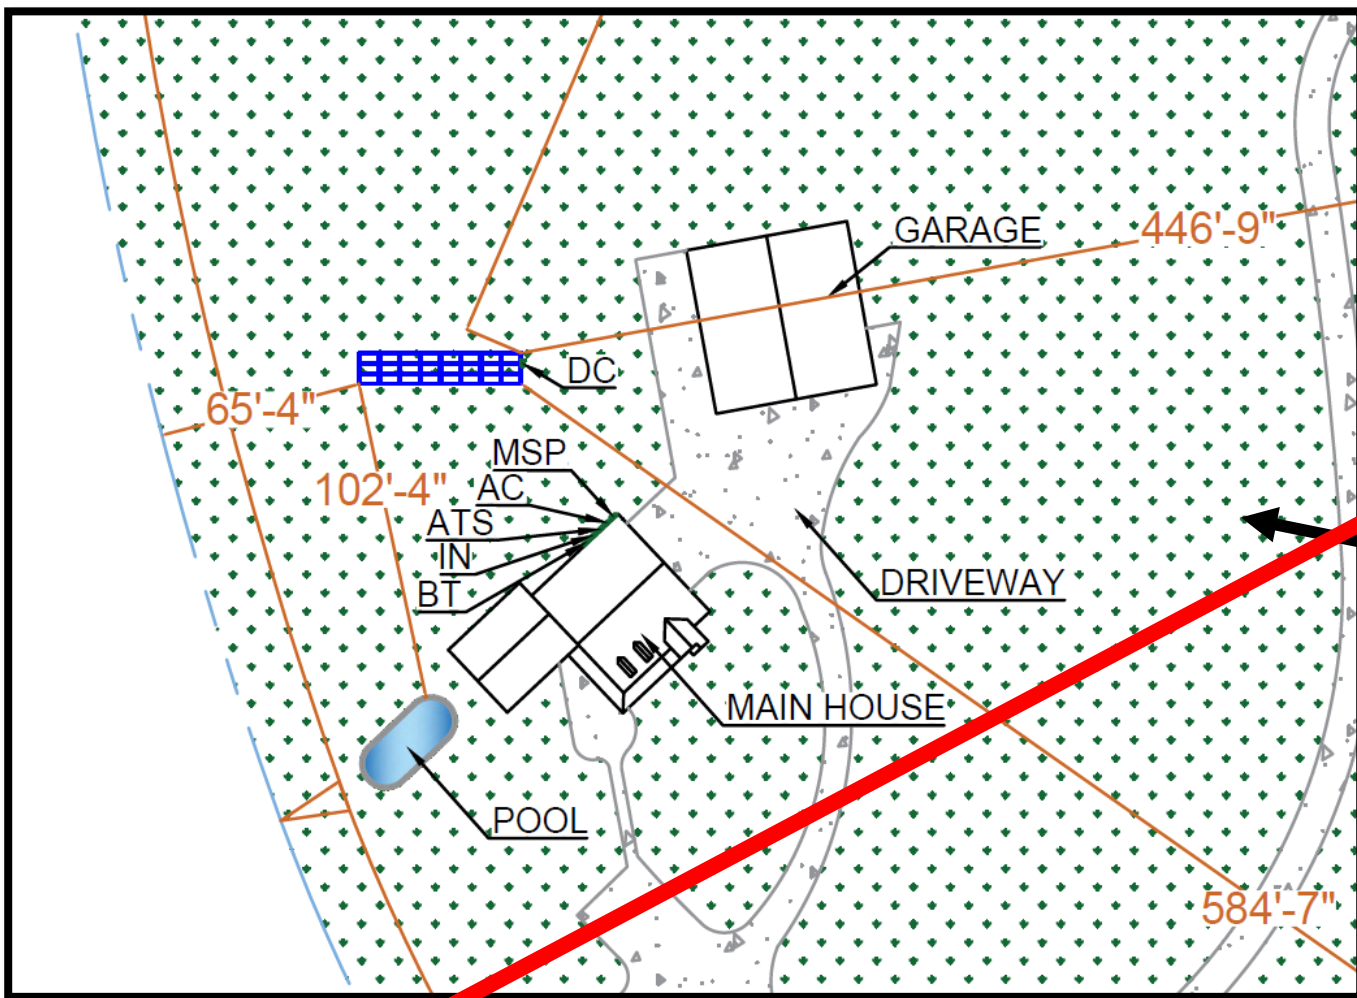 GARAGE
446'-9"
DC
65'-4"
MSP
102'-4"
AC
ATS
IN
BT
DRIVEWAY
MAIN HOUSE
POOL
584'-7"